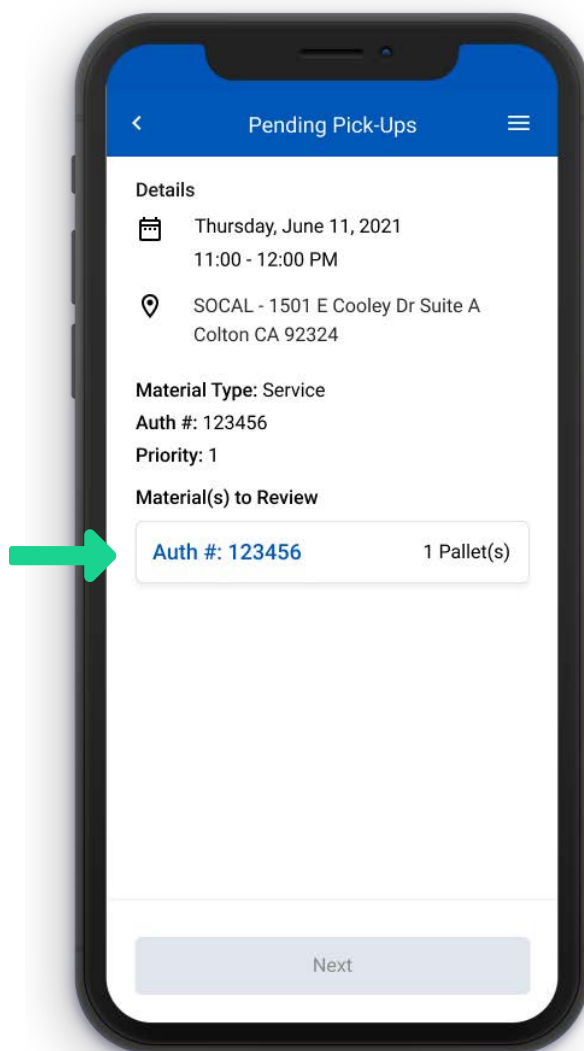 Pending Pick-Ups
Details
Thursday, June 11, 2021
11:00 - 12:00 PM
SOCAL - 1501 E Cooley Dr Suite A
Colton CA 92324
Material Type: Service
Auth #: 123456
Priority: 1
Material(s) to Review
Auth #: 123456 1 Pallet(s)
Next